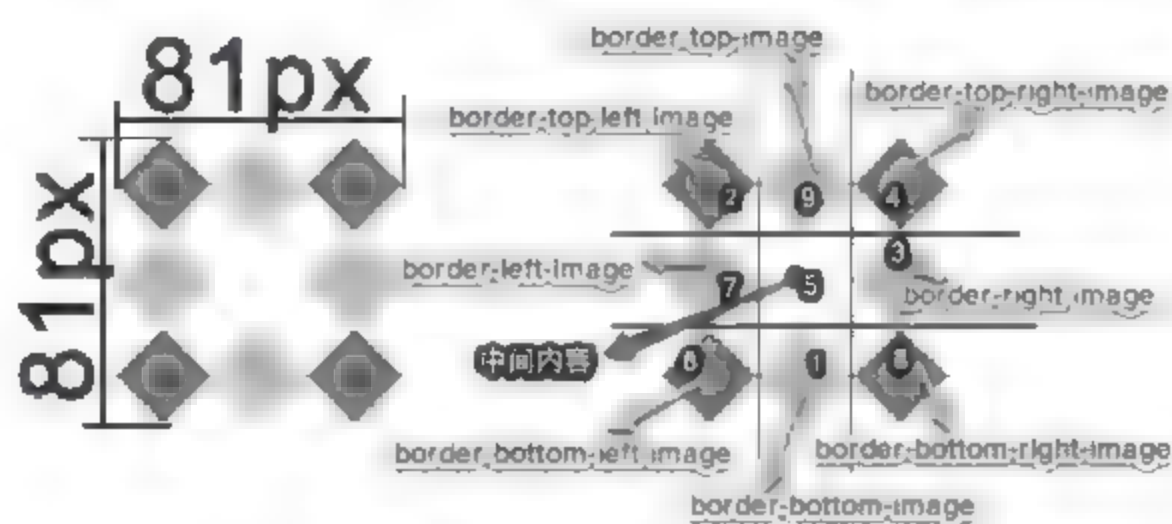 81px
81px
border-top-image
border-top-left-image
border-top-right-image
2
9
4
3
border-left-image
7
5
border-right-image
中间内容
6
1
8
border-bottom-left-image
border-bottom-right-image
border-bottom-image